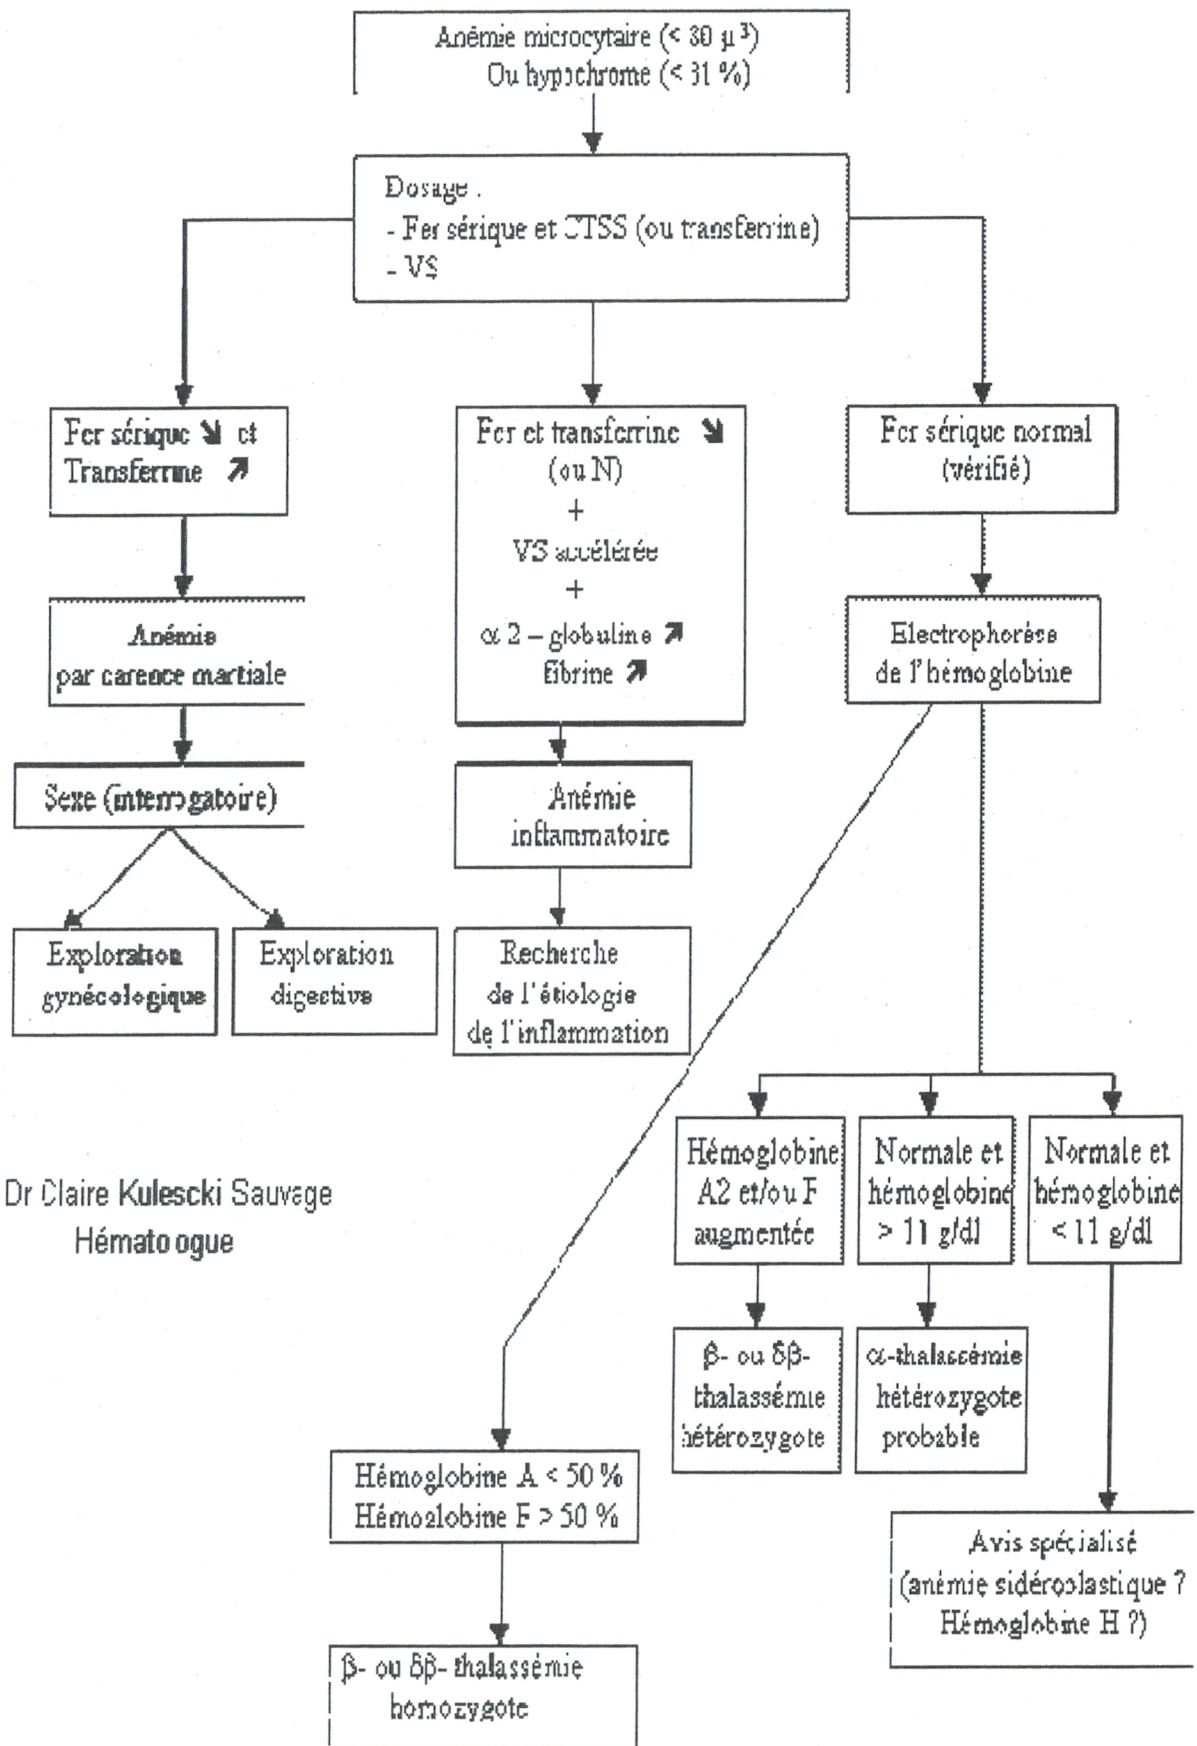 Anémie microcytaire (< 80 µ³)
Ou hypochrome (< 31 %)
Dosage :
- Fer sérique et CTSS (ou transferrine)
- VS
Fer sérique ↘ et
Transferrine ↗
Fer et transferrine ↘
(ou N)
+
VS accélérée
+
α 2 – globuline ↗
fibrine ↗
Fer sérique normal
(vérifié)
Anémie
par carence martiale
Electrophorèse
de l'hémoglobine
Sexe (interrogatoire)
Anémie
inflammatoire
Exploration
gynécologique
Exploration
digestive
Recherche
de l'étiologie
de l'inflammation
Hémoglobine
A2 et/ou F
augmentée
Normale et
hémoglobine
> 11 g/dl
Normale et
hémoglobine
< 11 g/dl
Dr Claire Kulescki Sauvage
Hématologue
β- ou δβ-
thalassémie
hétérozygote
α-thalassémie
hétérozygote
probable
Hémoglobine A < 50 %
Hémoglobine F > 50 %
Avis spécialisé
(anémie sidéroblastique ?
Hémoglobine H ?)
β- ou δβ- thalassémie
homozygote